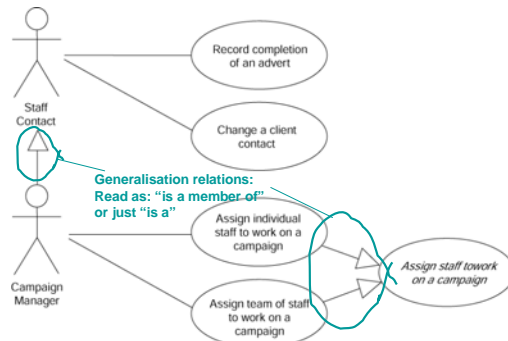 Record completion
of an advert
Staff
Contact
Change a client
contact
Generalisation relations:
Read as: “is a member of”
or just “is a”
Assign individual
staff to work on a
campaign
Assign staff towork
on a campaign
Campaign
Manager
Assign team of staff
to work on a
campaign